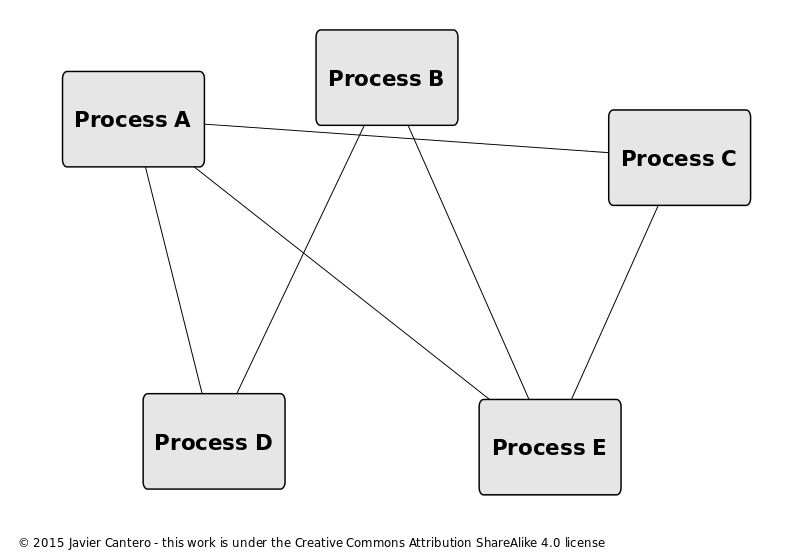 Process B
Process A
Process C
Process D
Process E
© 2015 Javier Cantero - this work is under the Creative Commons Attribution ShareAlike 4.0 license